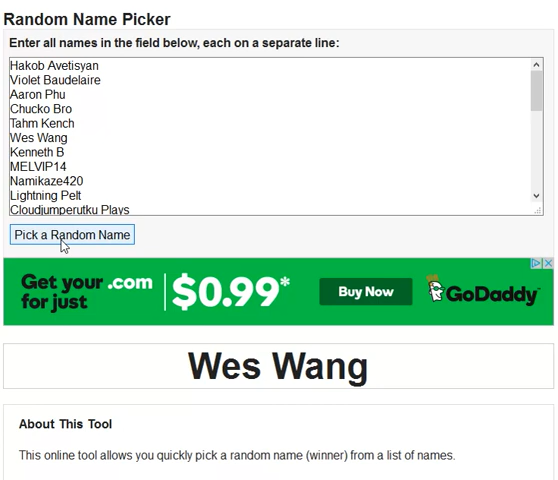 Random Name Picker
Enter all names in the field below, each on a separate line:
Hakob Avetisyan
Violet Baudelaire
Aaron Phu
Chucko Bro
Tahm Kench
Wes Wang
Kenneth B
MELVIP14
Namikaze420
Lightning Pelt
Cloudjumperutku Plays
Pick a Random Name
Get your .com
for just
$0.99*
Buy Now
GoDaddy
Wes Wang
About This Tool
This online tool allows you quickly pick a random name (winner) from a list of names.